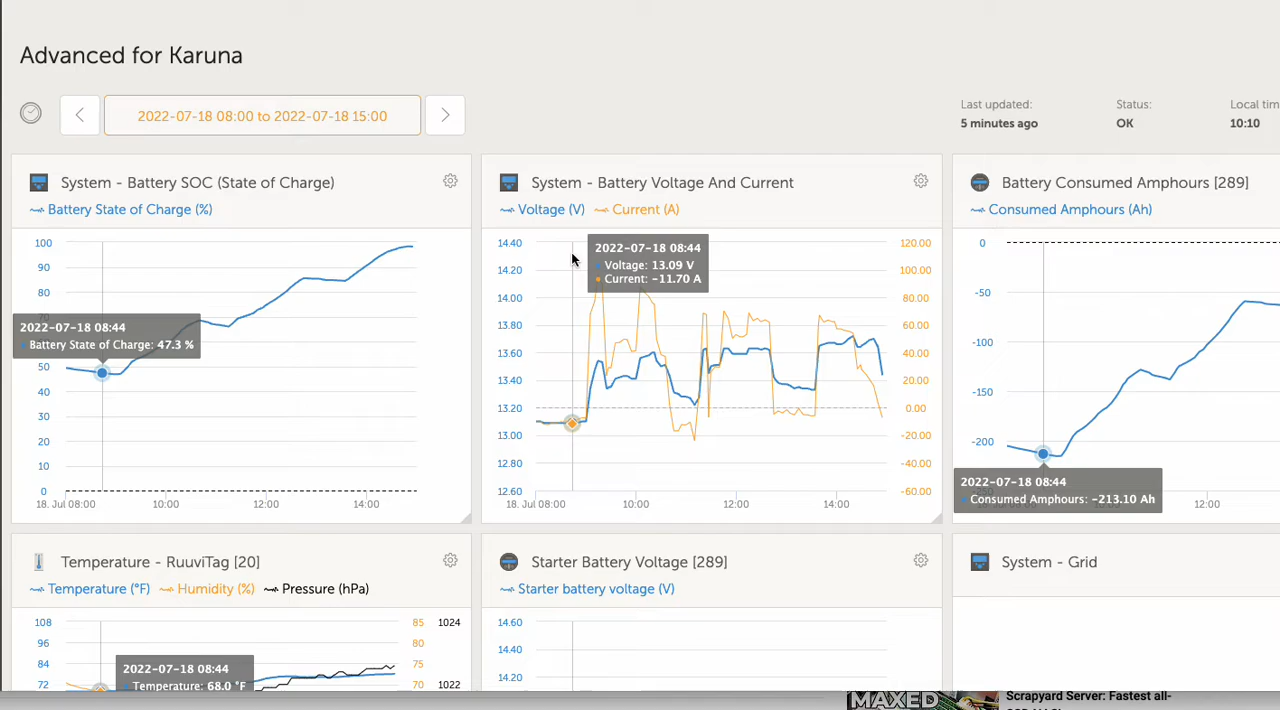 Advanced for Karuna
2022-07-18 08:00 to 2022-07-18 15:00
Last updated:
5 minutes ago
Status:
OK
Local tim
10:10
System - Battery SOC (State of Charge)
Battery State of Charge (%)
100
90
80
70
2022-07-18 08:44
Battery State of Charge: 47.3 %
50
40
30
20
10
0
18. Jul 08:00
10:00
12:00
14:00
System - Battery Voltage And Current
Voltage (V)
Current (A)
14.40
14.20
14.00
13.80
13.60
13.40
13.20
13.00
12.80
12.60
2022-07-18 08:44
Voltage: 13.09 V
Current: -11.70 A
120.00
100.00
80.00
60.00
40.00
20.00
0.00
-20.00
-40.00
-60.00
18. Jul 08:00
10:00
12:00
14:00
Battery Consumed Amphours [289]
Consumed Amphours (Ah)
0
-50
-100
-150
-200
2022-07-18 08:44
Consumed Amphours: -213.10 Ah
12:00
Temperature - RuuviTag [20]
Temperature (°F)
Humidity (%)
Pressure (hPa)
108
96
84
72
85
80
75
70
1024
1022
2022-07-18 08:44
Temperature: 68.0 °F
Starter Battery Voltage [289]
Starter battery voltage (V)
14.60
14.40
14.20
System - Grid
MAXED
Scrapyard Server: Fastest all-